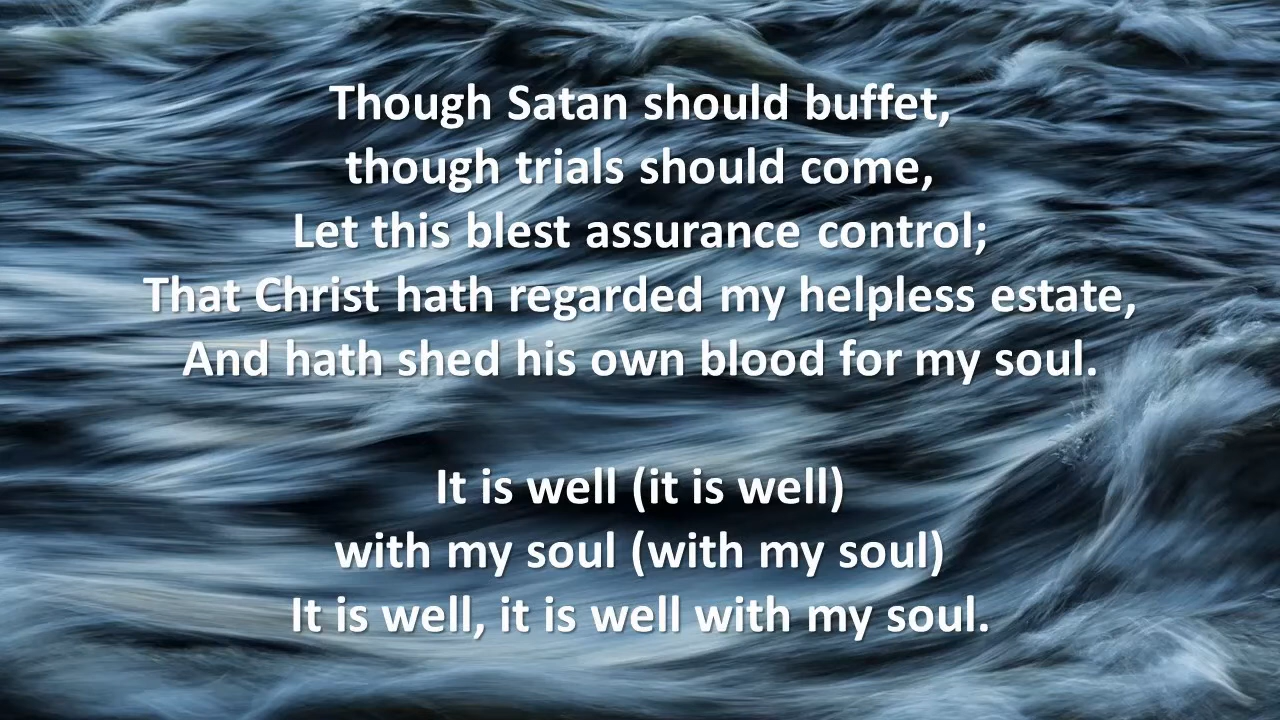 Though Satan should buffet,
though trials should come,
Let this blest assurance control;
That Christ hath regarded my helpless estate,
And hath shed his own blood for my soul.
It is well (it is well)
with my soul (with my soul)
It is well, it is well with my soul.